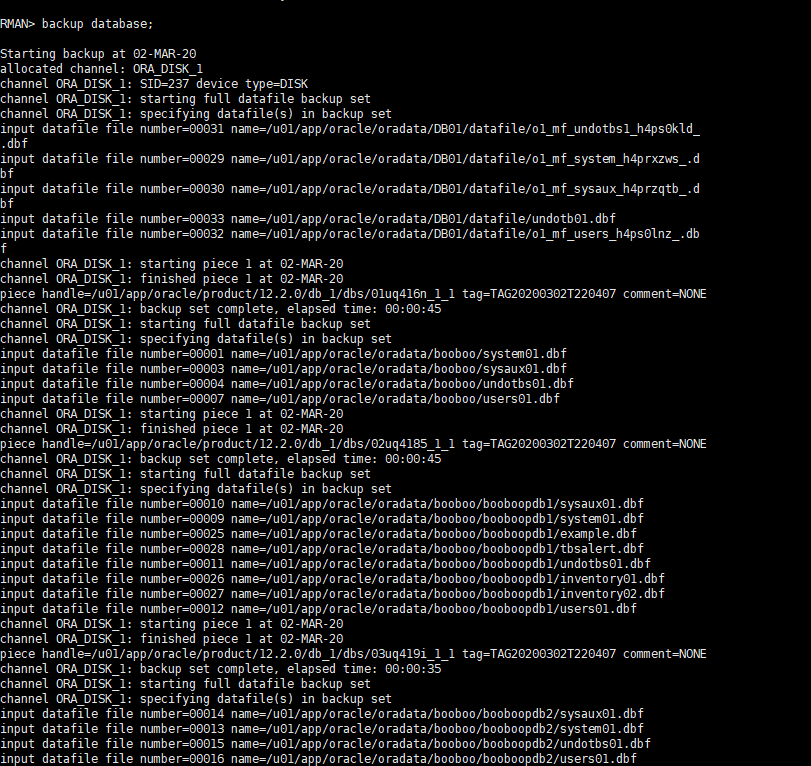 RMAN> backup database;
Starting backup at 02-MAR-20
allocated channel: ORA_DISK_1
channel ORA_DISK_1: SID=237 device type=DISK
channel ORA_DISK_1: starting full datafile backup set
channel ORA_DISK_1: specifying datafile(s) in backup set
input datafile file number=00031 name=/u01/app/oracle/oradata/DB01/datafile/o1_mf_undotbs1_h4ps0kld_
.dbf
input datafile file number=00029 name=/u01/app/oracle/oradata/DB01/datafile/o1_mf_system_h4prxzws_.d
bf
input datafile file number=00030 name=/u01/app/oracle/oradata/DB01/datafile/o1_mf_sysaux_h4przqtb_.d
bf
input datafile file number=00033 name=/u01/app/oracle/oradata/DB01/datafile/undotb01.dbf
input datafile file number=00032 name=/u01/app/oracle/oradata/DB01/datafile/o1_mf_users_h4ps0lnz_.db
f
channel ORA_DISK_1: starting piece 1 at 02-MAR-20
channel ORA_DISK_1: finished piece 1 at 02-MAR-20
piece handle=/u01/app/oracle/product/12.2.0/db_1/dbs/01uq416n_1_1 tag=TAG20200302T220407 comment=NONE
channel ORA_DISK_1: backup set complete, elapsed time: 00:00:45
channel ORA_DISK_1: starting full datafile backup set
channel ORA_DISK_1: specifying datafile(s) in backup set
input datafile file number=00001 name=/u01/app/oracle/oradata/booboo/system01.dbf
input datafile file number=00003 name=/u01/app/oracle/oradata/booboo/sysaux01.dbf
input datafile file number=00004 name=/u01/app/oracle/oradata/booboo/undotbs01.dbf
input datafile file number=00007 name=/u01/app/oracle/oradata/booboo/users01.dbf
channel ORA_DISK_1: starting piece 1 at 02-MAR-20
channel ORA_DISK_1: finished piece 1 at 02-MAR-20
piece handle=/u01/app/oracle/product/12.2.0/db_1/dbs/02uq4185_1_1 tag=TAG20200302T220407 comment=NONE
channel ORA_DISK_1: backup set complete, elapsed time: 00:00:45
channel ORA_DISK_1: starting full datafile backup set
channel ORA_DISK_1: specifying datafile(s) in backup set
input datafile file number=00010 name=/u01/app/oracle/oradata/booboo/booboopdb1/sysaux01.dbf
input datafile file number=00009 name=/u01/app/oracle/oradata/booboo/booboopdb1/system01.dbf
input datafile file number=00025 name=/u01/app/oracle/oradata/booboo/booboopdb1/example.dbf
input datafile file number=00028 name=/u01/app/oracle/oradata/booboo/booboopdb1/tbsalert.dbf
input datafile file number=00011 name=/u01/app/oracle/oradata/booboo/booboopdb1/undotbs01.dbf
input datafile file number=00026 name=/u01/app/oracle/oradata/booboo/booboopdb1/inventory01.dbf
input datafile file number=00027 name=/u01/app/oracle/oradata/booboo/booboopdb1/inventory02.dbf
input datafile file number=00012 name=/u01/app/oracle/oradata/booboo/booboopdb1/users01.dbf
channel ORA_DISK_1: starting piece 1 at 02-MAR-20
channel ORA_DISK_1: finished piece 1 at 02-MAR-20
piece handle=/u01/app/oracle/product/12.2.0/db_1/dbs/03uq419i_1_1 tag=TAG20200302T220407 comment=NONE
channel ORA_DISK_1: backup set complete, elapsed time: 00:00:35
channel ORA_DISK_1: starting full datafile backup set
channel ORA_DISK_1: specifying datafile(s) in backup set
input datafile file number=00014 name=/u01/app/oracle/oradata/booboo/booboopdb2/sysaux01.dbf
input datafile file number=00013 name=/u01/app/oracle/oradata/booboo/booboopdb2/system01.dbf
input datafile file number=00015 name=/u01/app/oracle/oradata/booboo/booboopdb2/undotbs01.dbf
input datafile file number=00016 name=/u01/app/oracle/oradata/booboo/booboopdb2/users01.dbf